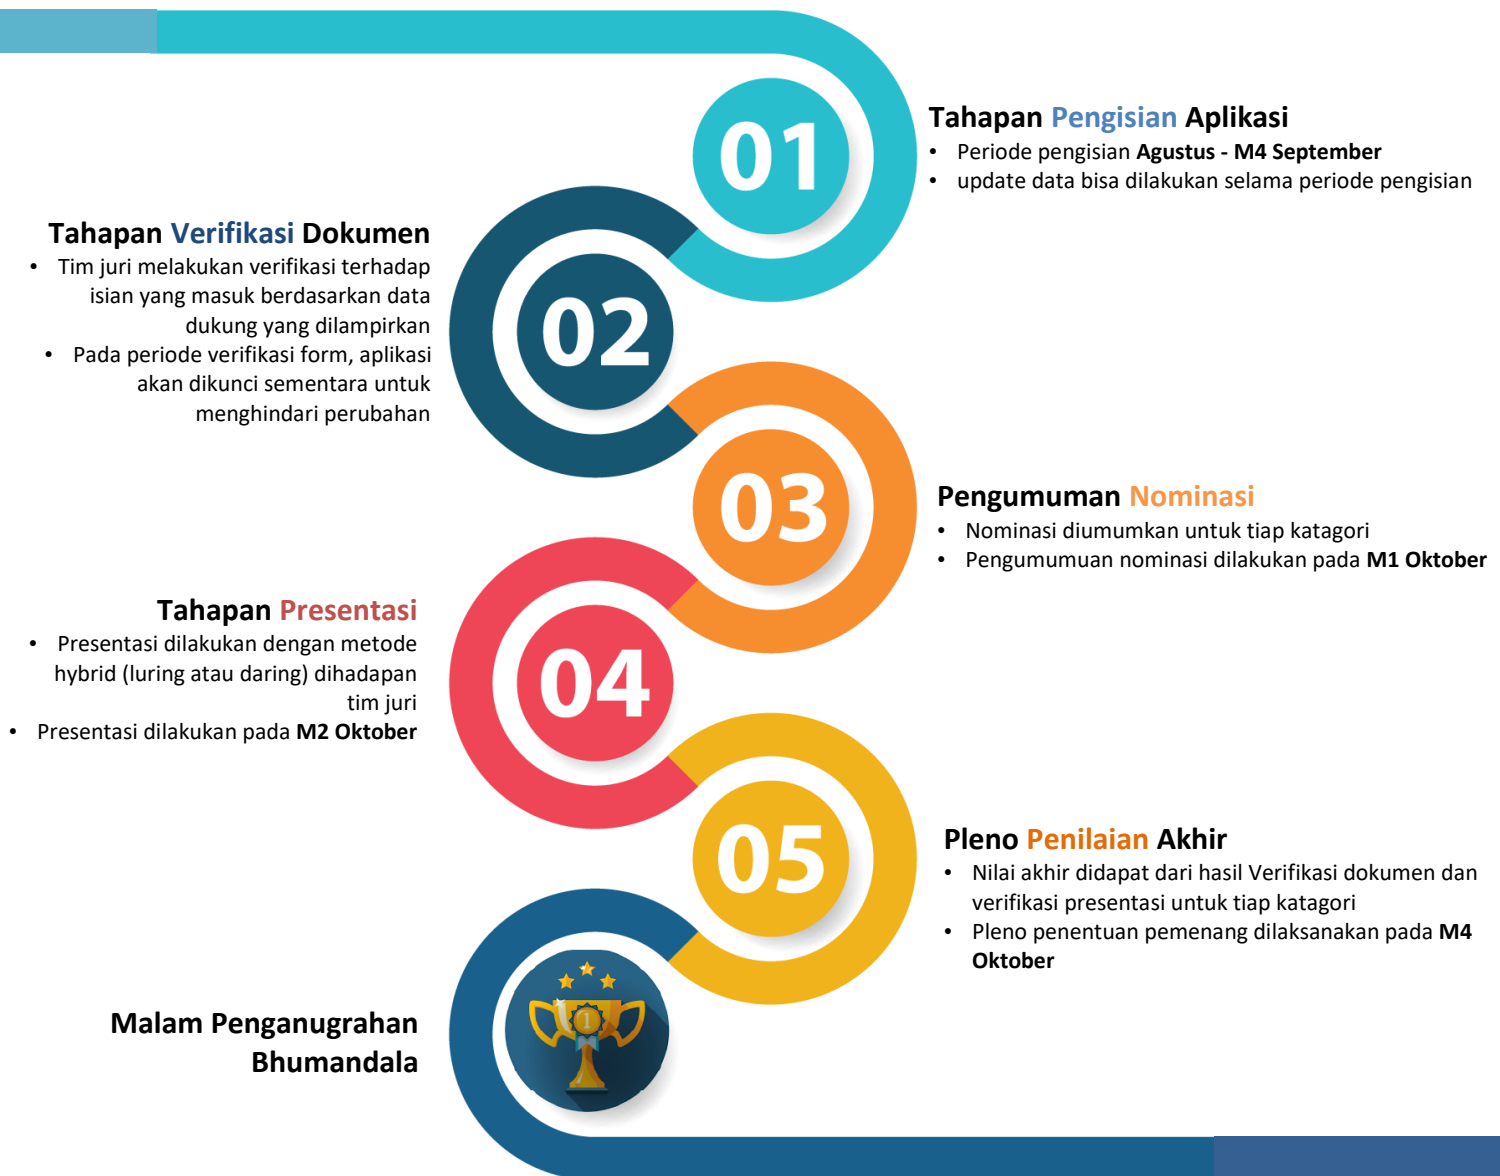 01
Tahapan Pengisian Aplikasi
• Periode pengisian Agustus - M4 September
• update data bisa dilakukan selama periode pengisian
Tahapan Verifikasi Dokumen
• Tim juri melakukan verifikasi terhadap
isian yang masuk berdasarkan data
dukung yang dilampirkan
• Pada periode verifikasi form, aplikasi
akan dikunci sementara untuk
menghindari perubahan
02
03
Pengumuman Nominasi
• Nominasi diumumkan untuk tiap katagori
• Pengumumuan nominasi dilakukan pada M1 Oktober
Tahapan Presentasi
• Presentasi dilakukan dengan metode
hybrid (luring atau daring) dihadapan
tim juri
• Presentasi dilakukan pada M2 Oktober
04
05
Pleno Penilaian Akhir
• Nilai akhir didapat dari hasil Verifikasi dokumen dan
verifikasi presentasi untuk tiap katagori
• Pleno penentuan pemenang dilaksanakan pada M4
Oktober
Malam Penganugrahan
Bhumandala
1